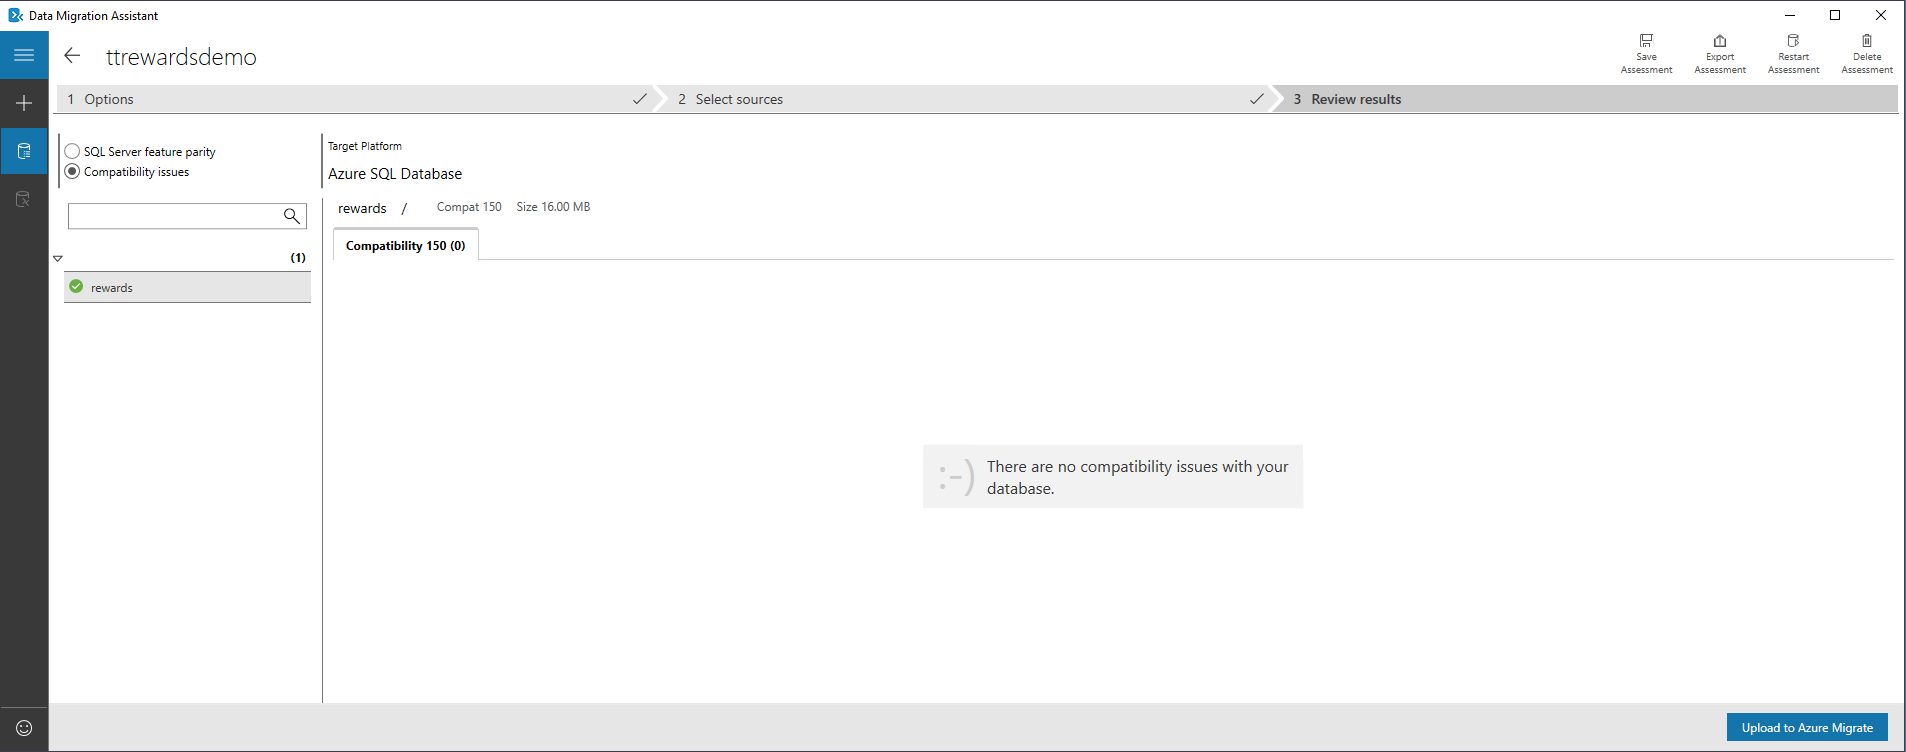 Data Migration Assistant
ttrewardsdemo
Save Assessment
Export Assessment
Restart Assessment
Delete Assessment
1 Options
2 Select sources
3 Review results
SQL Server feature parity
Compatibility issues
(1)
rewards
Target Platform
Azure SQL Database
rewards / Compat 150 Size 16.00 MB
Compatibility 150 (0)
:-)
There are no compatibility issues with your
database.
Upload to Azure Migrate